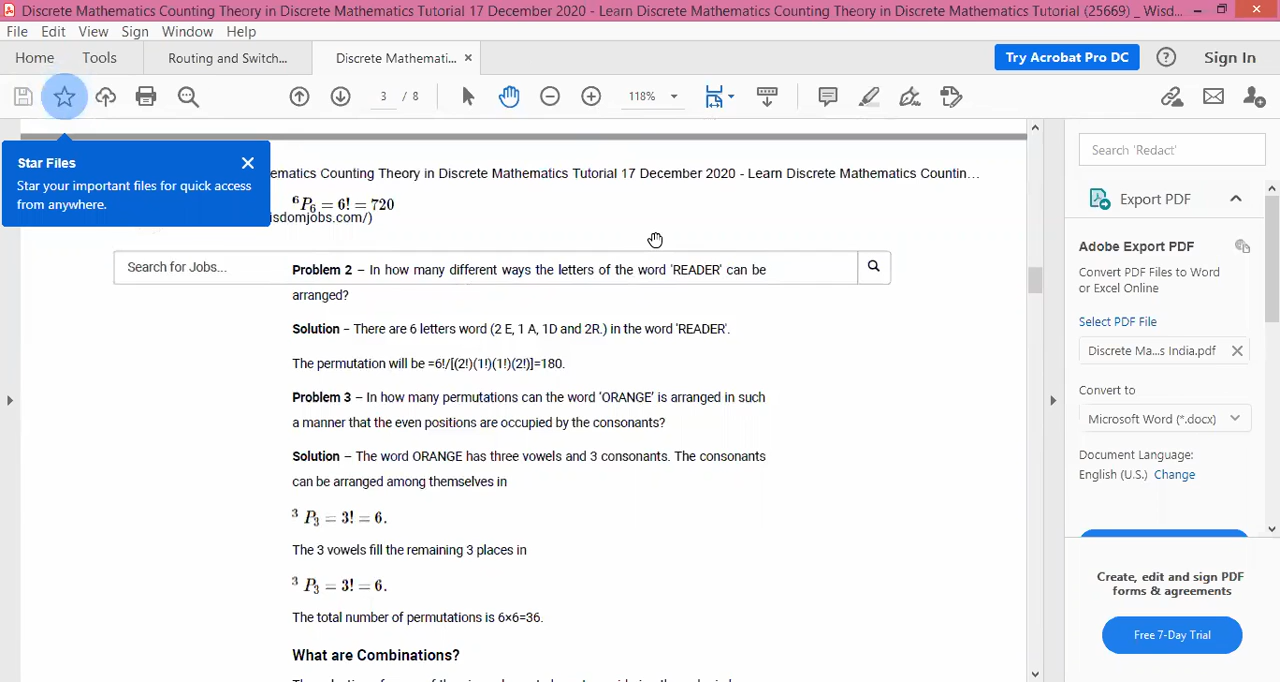 Discrete Mathematics Counting Theory in Discrete Mathematics Tutorial 17 December 2020 - Learn Discrete Mathematics Counting Theory in Discrete Mathematics Tutorial (25669) _ Wisd...
File Edit View Sign Window Help
Home Tools Routing and Switch... Discrete Mathemati... × Try Acrobat Pro DC ? Sign In
3 / 8 118%
Star Files
Star your important files for quick access
from anywhere.
ematics Counting Theory in Discrete Mathematics Tutorial 17 December 2020 - Learn Discrete Mathematics Counting Theory in Discrete Mathematics Countin...
⁶P₆ = 6! = 720
isdomjobs.com/)
Search for Jobs...
Problem 2 – In how many different ways the letters of the word 'READER' can be
arranged?
Solution – There are 6 letters word (2 E, 1 A, 1D and 2R.) in the word 'READER'.
The permutation will be =6!/[(2!)(1!)(1!)(2!)]=180.
Problem 3 – In how many permutations can the word 'ORANGE' is arranged in such
a manner that the even positions are occupied by the consonants?
Solution – The word ORANGE has three vowels and 3 consonants. The consonants
can be arranged among themselves in
³ P₃ = 3! = 6.
The 3 vowels fill the remaining 3 places in
³ P₃ = 3! = 6.
The total number of permutations is 6×6=36.
What are Combinations?
Search 'Redact'
Export PDF
Adobe Export PDF
Convert PDF Files to Word
or Excel Online
Select PDF File
Discrete Ma...s India.pdf
Convert to
Microsoft Word (*.docx)
Document Language:
English (U.S.) Change
Create, edit and sign PDF
forms & agreements
Free 7-Day Trial